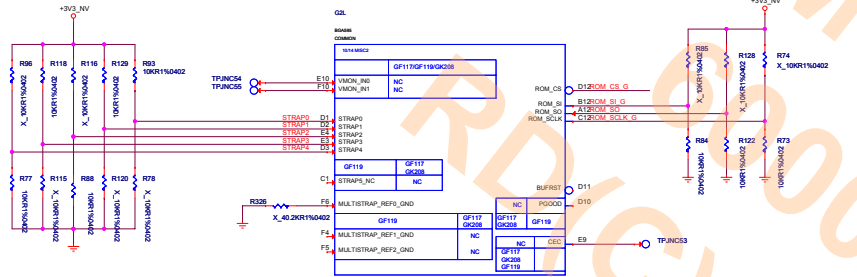 +3V3_NV
G2L
+3V3_NV
BGA595
COMMON
10/14 MISC2
R96
R118
R116
R129
R93
10KR1%0402
X_10KR1%0402
X_10KR1%0402
X_10KR1%0402
X_10KR1%0402
R85
X_10KR1%0402
R128
X_10KR1%0402
R74
X_10KR1%0402
GF117/GF119/GK208
TPJNC54
E10
VMON_IN0
NC
TPJNC55
F10
VMON_IN1
NC
ROM_CS
D12
ROM_CS_G
ROM_SI
B12
ROM_SI_G
ROM_SO
A12
ROM_SO
ROM_SCLK
C12
ROM_SCLK_G
STRAP0
D1
STRAP0
STRAP1
D2
STRAP1
STRAP2
E4
STRAP2
STRAP3
E3
STRAP3
STRAP4
D3
STRAP4
R77
10KR1%0402
R115
X_10KR1%0402
R88
10KR1%0402
R120
X_10KR1%0402
R78
X_10KR1%0402
R84
10KR1%0402
R122
R73
10KR1%0402
GF119
GF117
GK208
C1
STRAP5_NC
NC
BUFRST
D11
R326
X_40.2KR1%0402
F6
MULTISTRAP_REF0_GND
NC
PGOOD
D10
GF119
GF117
GK208
GF117
GK208
GF119
F4
MULTISTRAP_REF1_GND
NC
F5
MULTISTRAP_REF2_GND
NC
NC
CEC
E9
TPJNC53
GF117
GK208
GF119